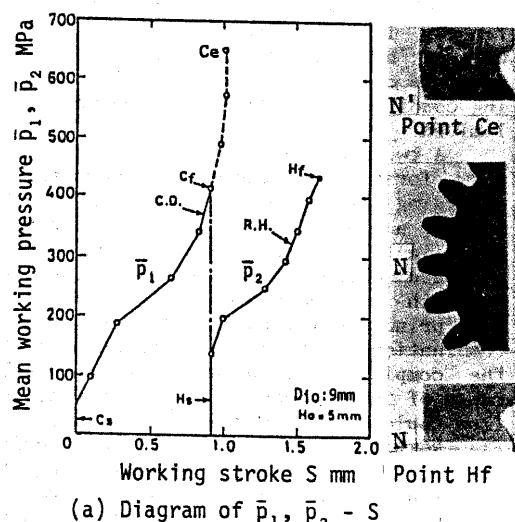 Mean working pressure p̄₁, p̄₂ MPa
700
600
500
400
300
200
100
Ce
Cf
C.D.
p̄₁
Hf
R.H.
p̄₂
Hs
Cs
Dio:9mm
Ho=5mm
0
0.5
1.0
1.5
2.0
Working stroke S mm
(a) Diagram of p̄₁, p̄₂ - S
N'
Point Ce
N
N
Point Hf